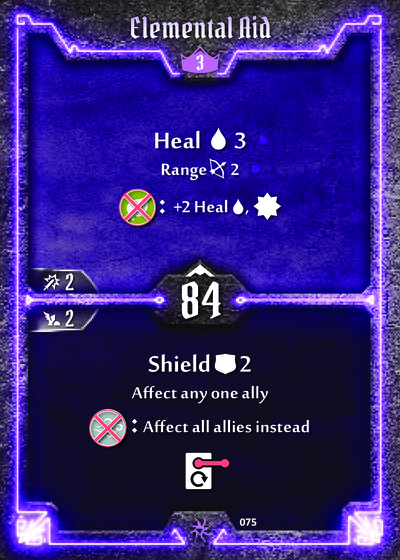 Elemental Aid
3
Heal 3
Range 2
: +2 Heal ,
2
84
2
Shield 2
Affect any one ally
: Affect all allies instead
075